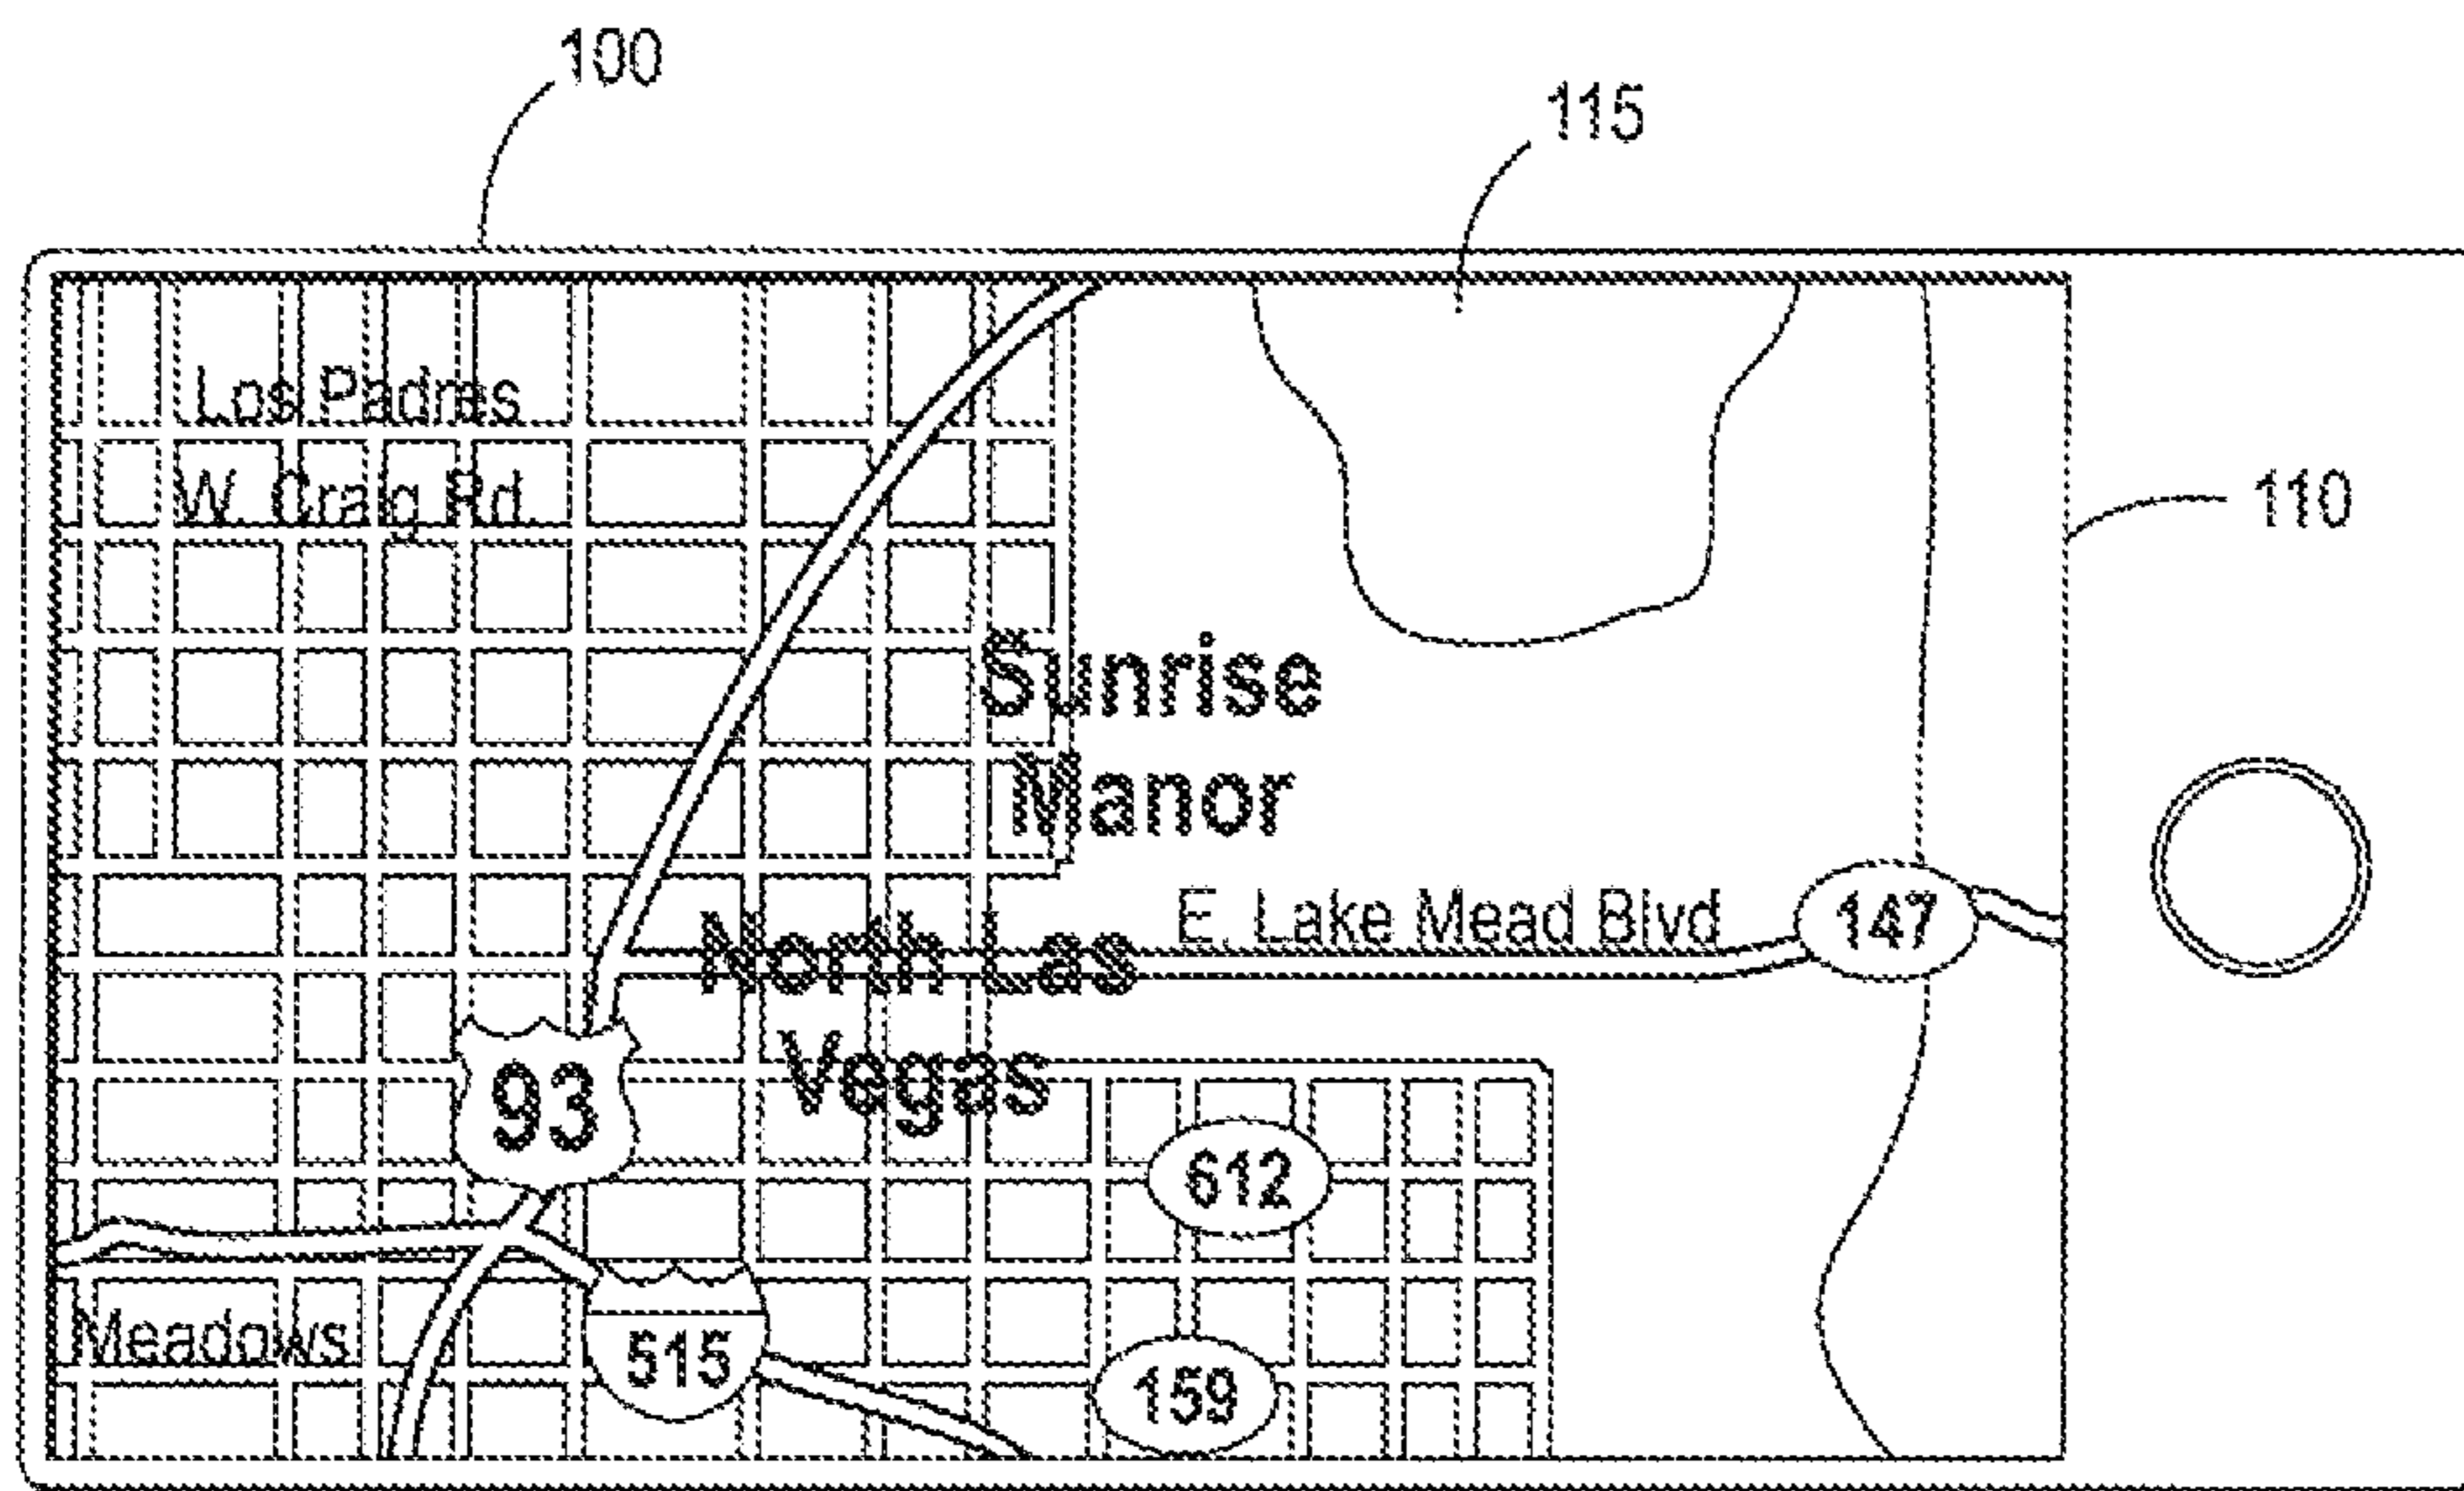 100
115
Los Padres
W. Craig Rd.
110
Sunrise
Manor
E. Lake Mead Blvd
147
North Las
Vegas
93
612
Meadows
515
159